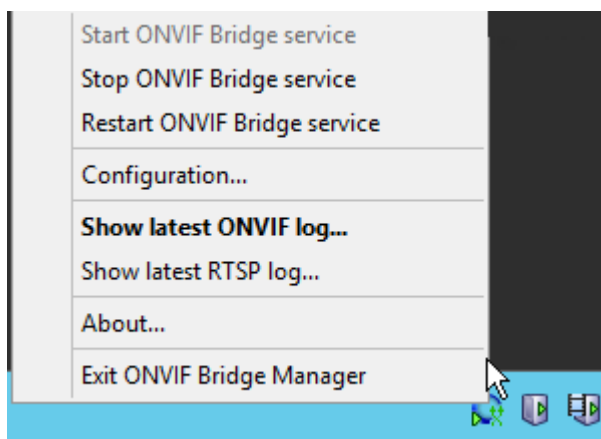 Start ONVIF Bridge service
Stop ONVIF Bridge service
Restart ONVIF Bridge service
Configuration...
Show latest ONVIF log...
Show latest RTSP log...
About...
Exit ONVIF Bridge Manager